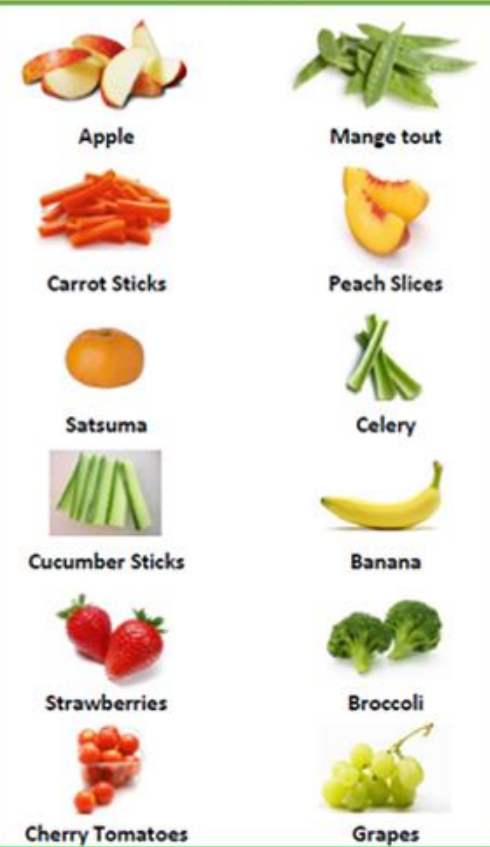 Apple
Mange tout
Carrot Sticks
Peach Slices
Satsuma
Celery
Cucumber Sticks
Banana
Strawberries
Broccoli
Cherry Tomatoes
Grapes